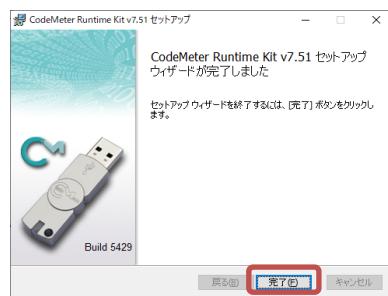 CodeMeter Runtime Kit v7.51 セットアップ
CodeMeter Runtime Kit v7.51 セットアップ
ウィザードが完了しました
セットアップ ウィザードを終了するには、[完了] ボタンをクリックし
ます。
Build 5429
戻る(B)
完了(F)
キャンセル